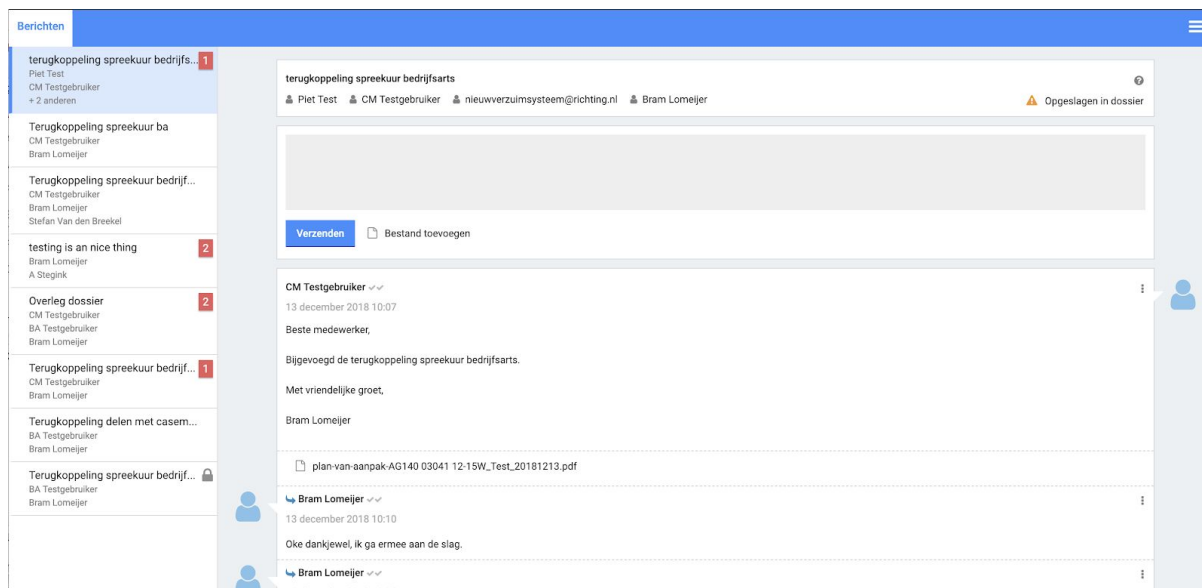 Berichten
terugkoppeling spreekuur bedrijfs... 1
Piet Test
CM Testgebruiker
+ 2 anderen
Terugkoppeling spreekuur ba
CM Testgebruiker
Bram Lomeijer
Terugkoppeling spreekuur bedrijf...
CM Testgebruiker
Bram Lomeijer
Stefan Van den Breekel
testing is an nice thing 2
Bram Lomeijer
A Stegink
Overleg dossier 2
CM Testgebruiker
BA Testgebruiker
Bram Lomeijer
Terugkoppeling spreekuur bedrijf... 1
CM Testgebruiker
Bram Lomeijer
Terugkoppeling delen met casem...
BA Testgebruiker
Bram Lomeijer
Terugkoppeling spreekuur bedrijf...
BA Testgebruiker
Bram Lomeijer
terugkoppeling spreekuur bedrijfsarts
Piet Test CM Testgebruiker nieuwverzuimsysteem@richting.nl Bram Lomeijer
Opgeslagen in dossier
Verzenden Bestand toevoegen
CM Testgebruiker
13 december 2018 10:07
Beste medewerker,
Bijgevoegd de terugkoppeling spreekuur bedrijfsarts.
Met vriendelijke groet,
Bram Lomeijer
plan-van-aanpak-AG140 03041 12-15W_Test_20181213.pdf
Bram Lomeijer
13 december 2018 10:10
Oke dankjewel, ik ga ermee aan de slag.
Bram Lomeijer